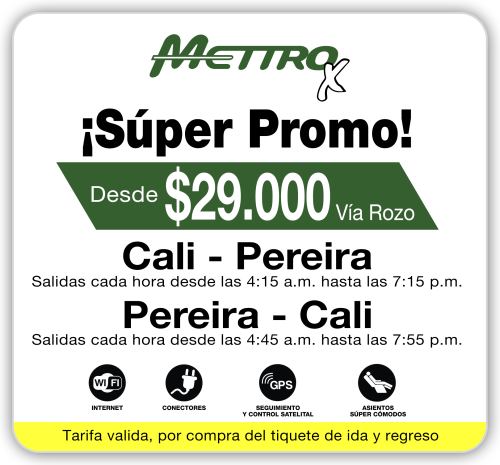 METTRO
X
¡Súper Promo!
Desde $29.000 Vía Rozo
Cali - Pereira
Salidas cada hora desde las 4:15 a.m. hasta las 7:15 p.m.
Pereira - Cali
Salidas cada hora desde las 4:45 a.m. hasta las 7:55 p.m.
WI FI
GPS
INTERNET
CONECTORES
SEGUIMIENTO
Y CONTROL SATELITAL
ASIENTOS
SÚPER CÓMODOS
Tarifa valida, por compra del tiquete de ida y regreso